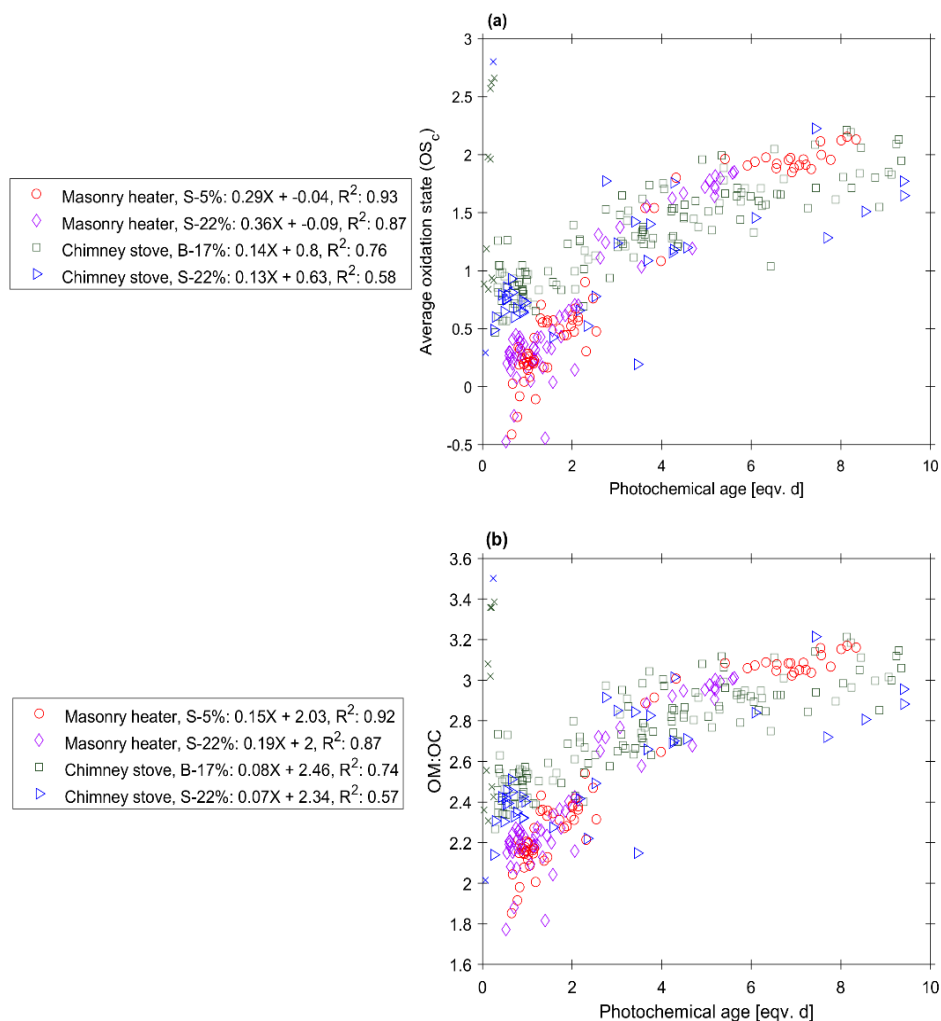 (a)
3
2.5
2
1.5
1
0.5
0
-0.5
Average oxidation state (OSc)
0 2 4 6 8 10
Photochemical age [eqv. d]
Masonry heater, S-5%: 0.29X + -0.04, R2: 0.93
Masonry heater, S-22%: 0.36X + -0.09, R2: 0.87
Chimney stove, B-17%: 0.14X + 0.8, R2: 0.76
Chimney stove, S-22%: 0.13X + 0.63, R2: 0.58
(b)
3.6
3.4
3.2
3
2.8
2.6
2.4
2.2
2
1.8
1.6
OM:OC
0 2 4 6 8 10
Photochemical age [eqv. d]
Masonry heater, S-5%: 0.15X + 2.03, R2: 0.92
Masonry heater, S-22%: 0.19X + 2, R2: 0.87
Chimney stove, B-17%: 0.08X + 2.46, R2: 0.74
Chimney stove, S-22%: 0.07X + 2.34, R2: 0.57